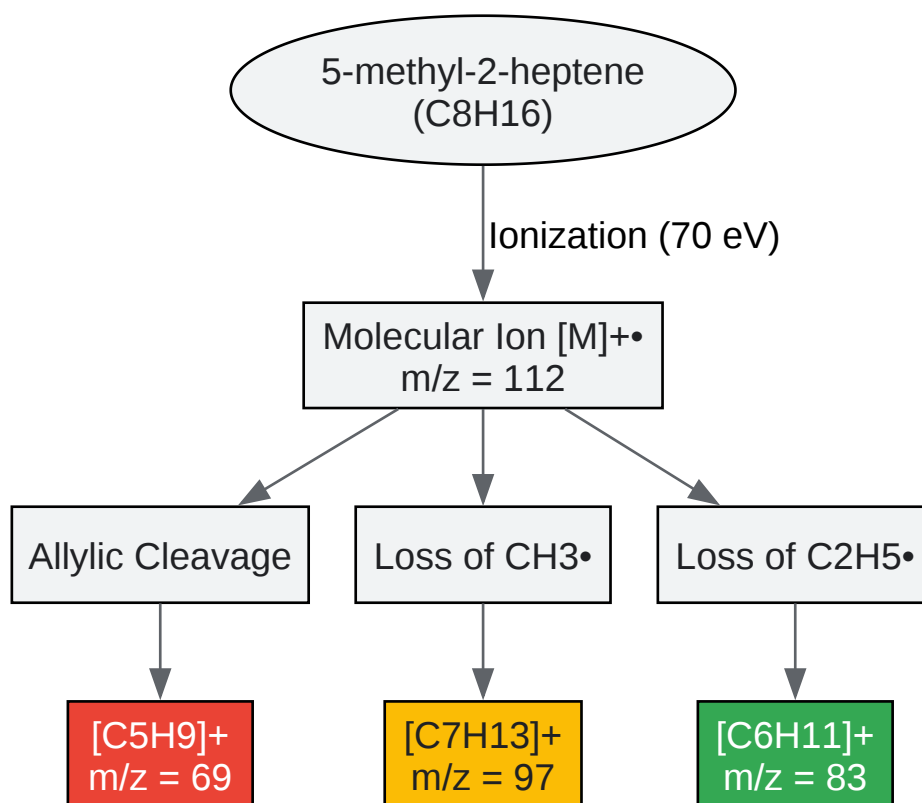 5-methyl-2-heptene
(C8H16)
Ionization (70 eV)
Molecular Ion [M]+•
m/z = 112
Allylic Cleavage
Loss of CH3•
Loss of C2H5•
[C5H9]+
m/z = 69
[C7H13]+
m/z = 97
[C6H11]+
m/z = 83